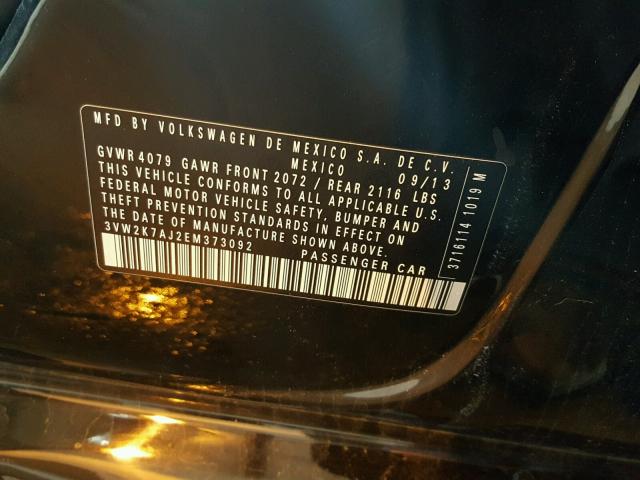 MFD BY VOLKSWAGEN DE MEXICO S.A. DE C.V.
MEXICO 09/13
GVWR 4079 GAWR FRONT 2072 / REAR 2116 LBS
THIS VEHICLE CONFORMS TO ALL APPLICABLE U.S.
FEDERAL MOTOR VEHICLE SAFETY, BUMPER AND
THEFT PREVENTION STANDARDS IN EFFECT ON
THE DATE OF MANUFACTURE SHOWN ABOVE.
3VW2K7AJ2EM373092 PASSENGER CAR
3716114 1019 M